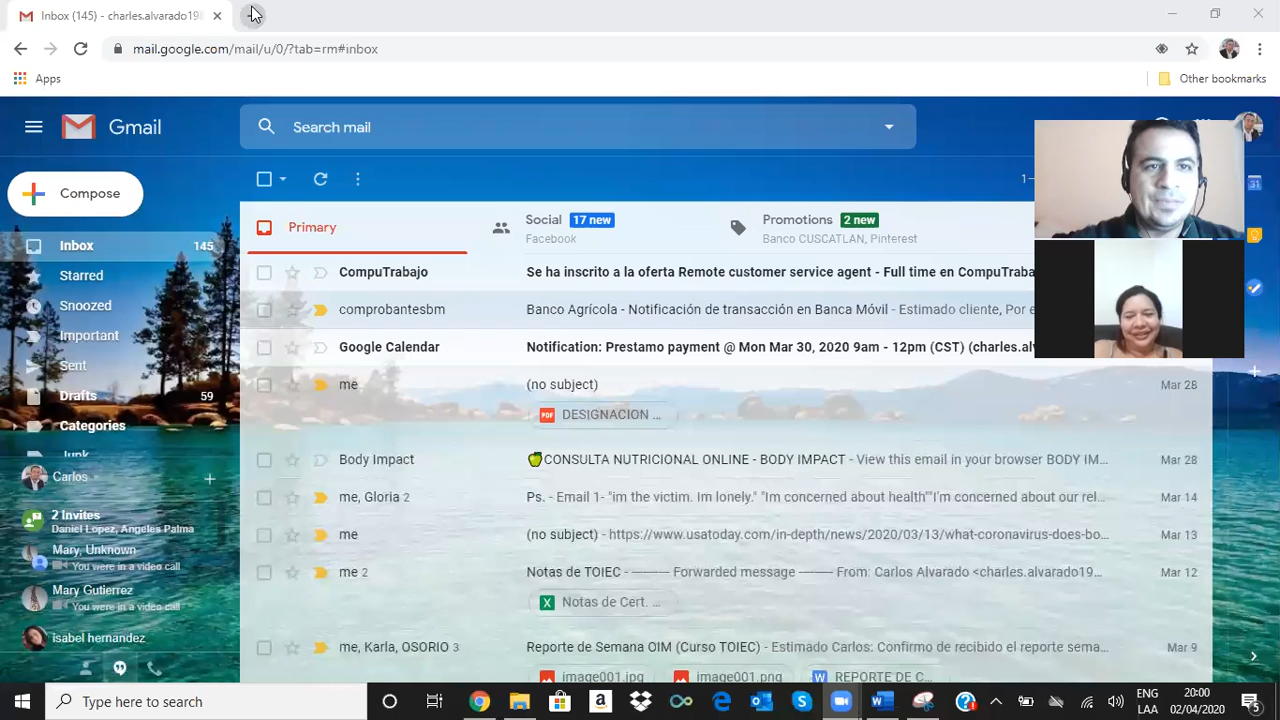 Inbox (145) - charles.alvarado19
mail.google.com/mail/u/0/?tab=rm#inbox
Apps
Other bookmarks
Gmail
Search mail
Compose
1–
Primary
Social 17 new
Facebook
Promotions 2 new
Banco CUSCATLAN, Pinterest
Inbox 145
Starred
Snoozed
Important
Sent
Drafts 59
Categories
Junk
CompuTrabajo Se ha inscrito a la oferta Remote customer service agent - Full time en CompuTraba
comprobantesbm Banco Agrícola - Notificación de transacción en Banca Móvil - Estimado cliente, Por e
Google Calendar Notification: Prestamo payment @ Mon Mar 30, 2020 9am - 12pm (CST) (charles.al
me (no subject) Mar 28
PDF DESIGNACION ...
Body Impact CONSULTA NUTRICIONAL ONLINE - BODY IMPACT - View this email in your browser BODY IM... Mar 28
me, Gloria 2 Ps. - Email 1- "im the victim. Im lonely." "Im concerned about health""I'm concerned about our rel... Mar 14
me (no subject) - https://www.usatoday.com/in-depth/news/2020/03/13/what-coronavirus-does-bo... Mar 13
me 2 Notas de TOIEC - ---------- Forwarded message --------- From: Carlos Alvarado <charles.alvarado19... Mar 12
X Notas de Cert. ...
me, Karla, OSORIO 3 Reporte de Semana OIM (Curso TOIEC) - Estimado Carlos: Confirmo de recibido el reporte sema... Mar 9
image001.jpg image001.png W REPORTE DE C...
Carlos
2 Invites
Daniel Lopez, Angeles Palma
Mary, Unknown
You were in a video call
Mary Gutierrez
You were in a video call
isabel hernandez
31
Type here to search
ENG
LAA
20:00
02/04/2020
5